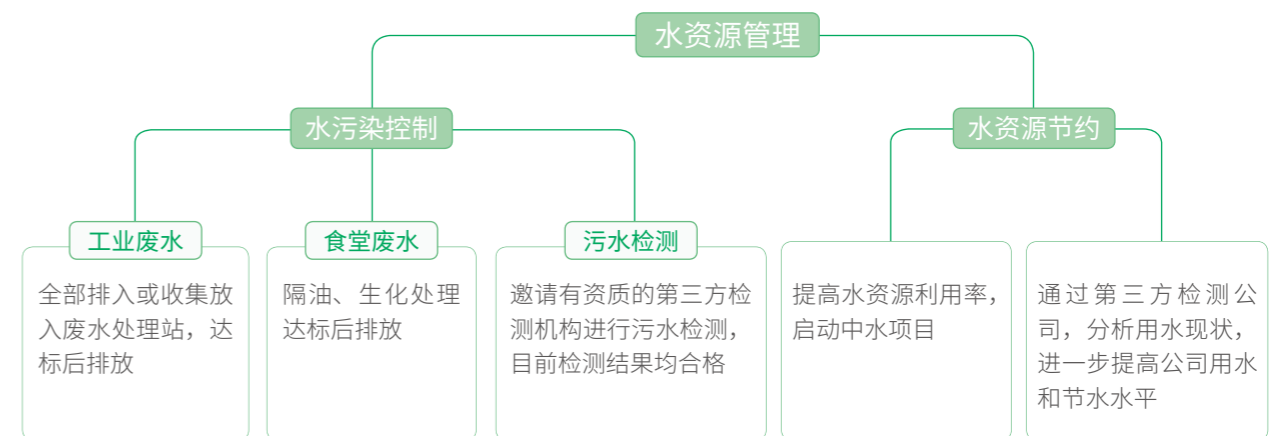 水资源管理
水污染控制
水资源节约
工业废水
全部排入或收集放
入废水处理站，达
标后排放
食堂废水
隔油、生化处理
达标后排放
污水检测
邀请有资质的第三方检
测机构进行污水检测，
目前检测结果均合格
提高水资源利用率，
启动中水项目
通过第三方检测公
司，分析用水现状，
进一步提高公司用水
和节水水平